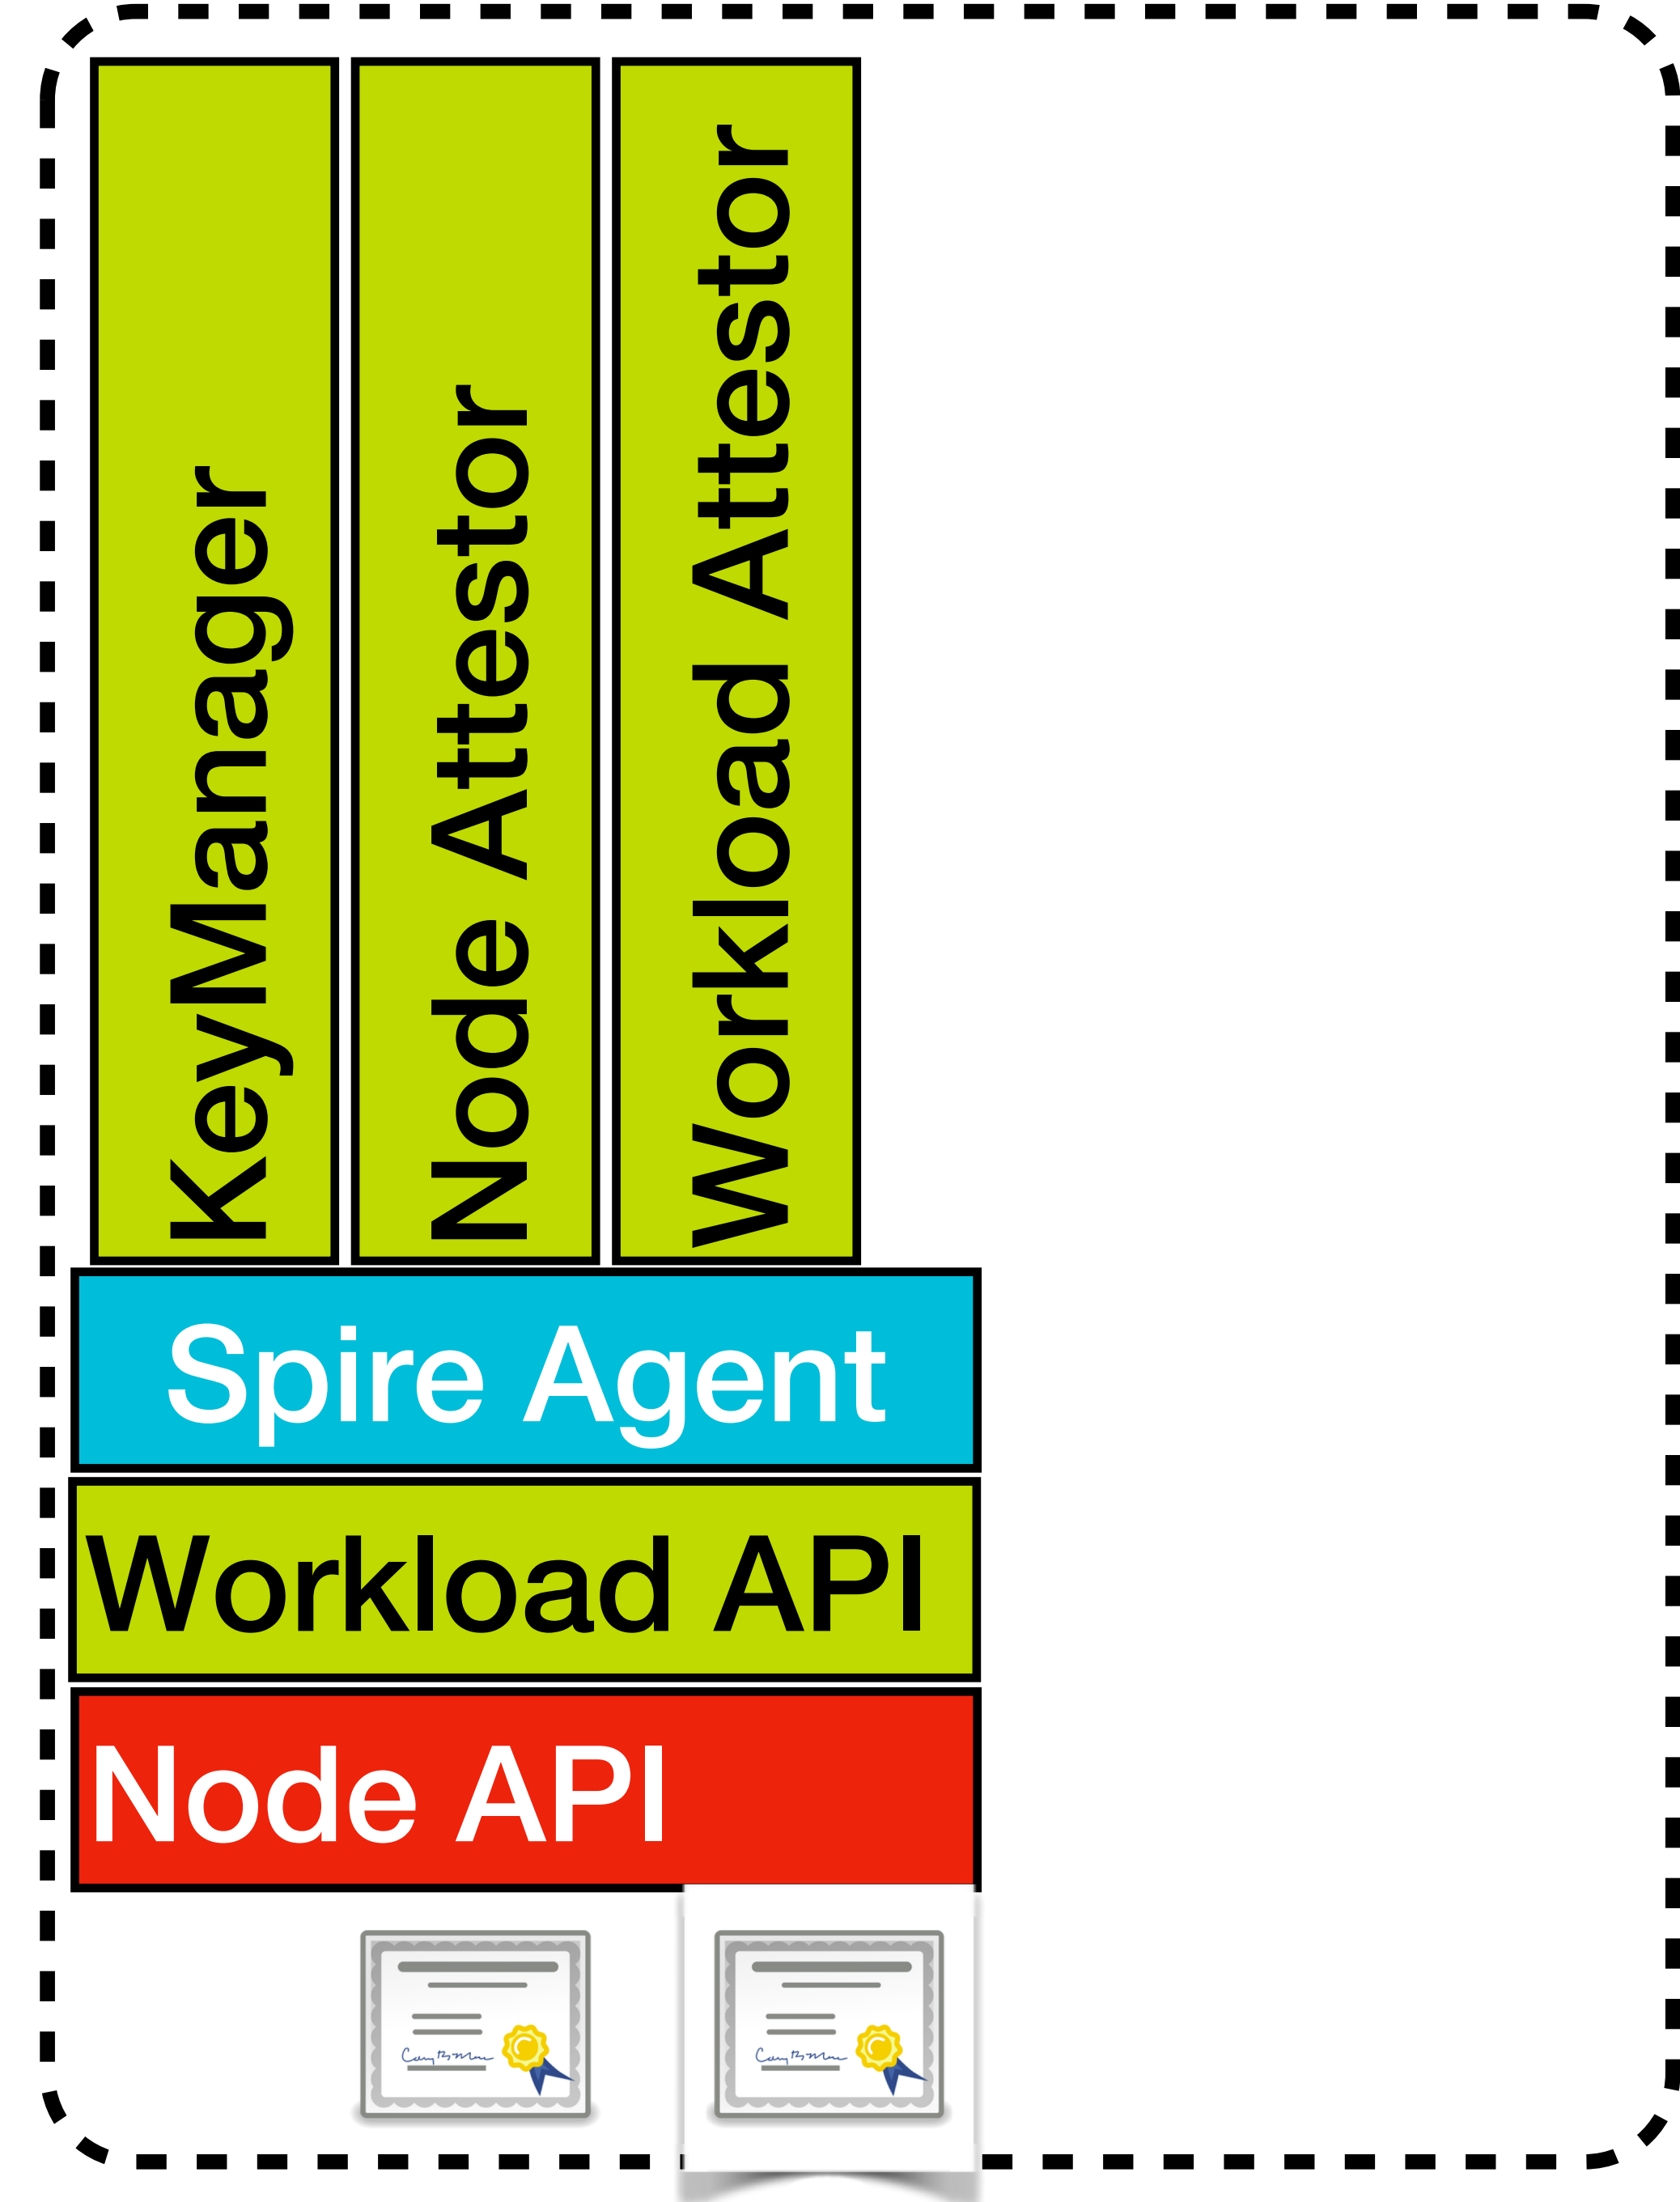 KeyManager
Node Attestor
Workload Attestor
Spire Agent
Workload API
Node API